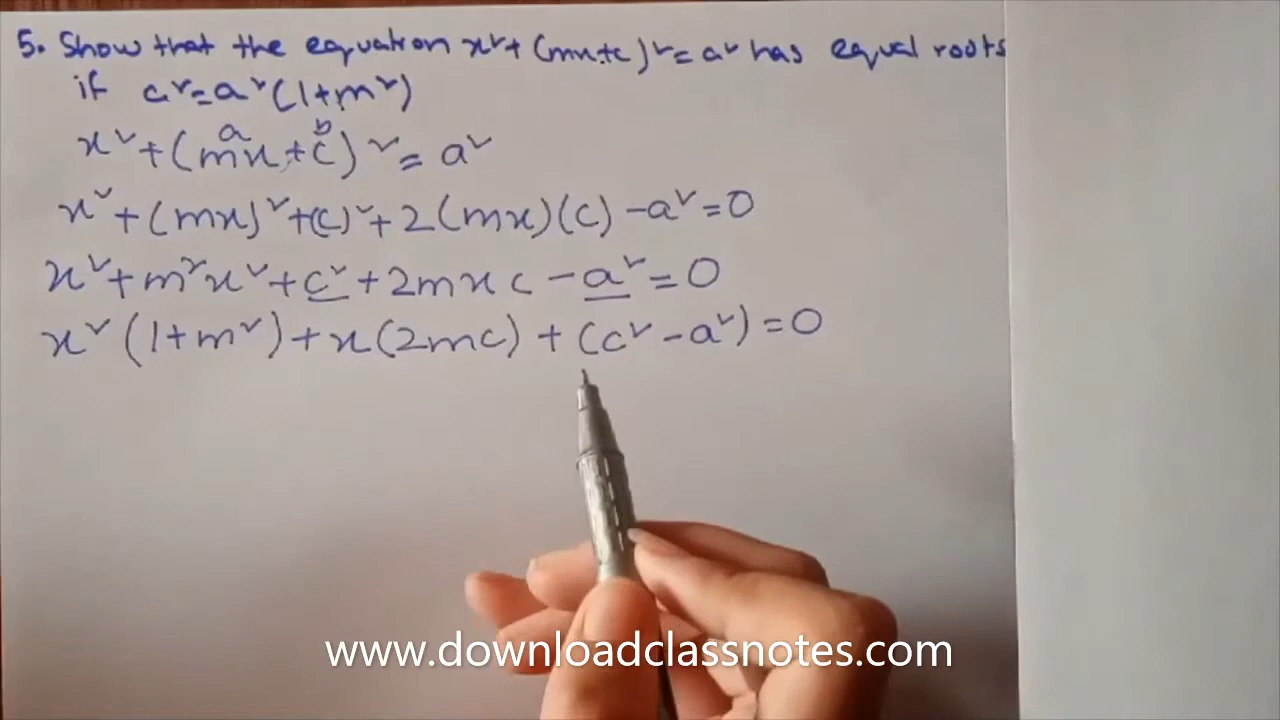 5. Show that the equation x²+(mx+c)²=a² has equal roots
if c²=a²(1+m²)
a b
x²+(mx+c)²=a²
x²+(mx)²+(c)²+2(mx)(c)-a²=0
x²+m²x²+c²+2mxc-a²=0
x²(1+m²)+x(2mc)+(c²-a²)=0
www.downloadclassnotes.com